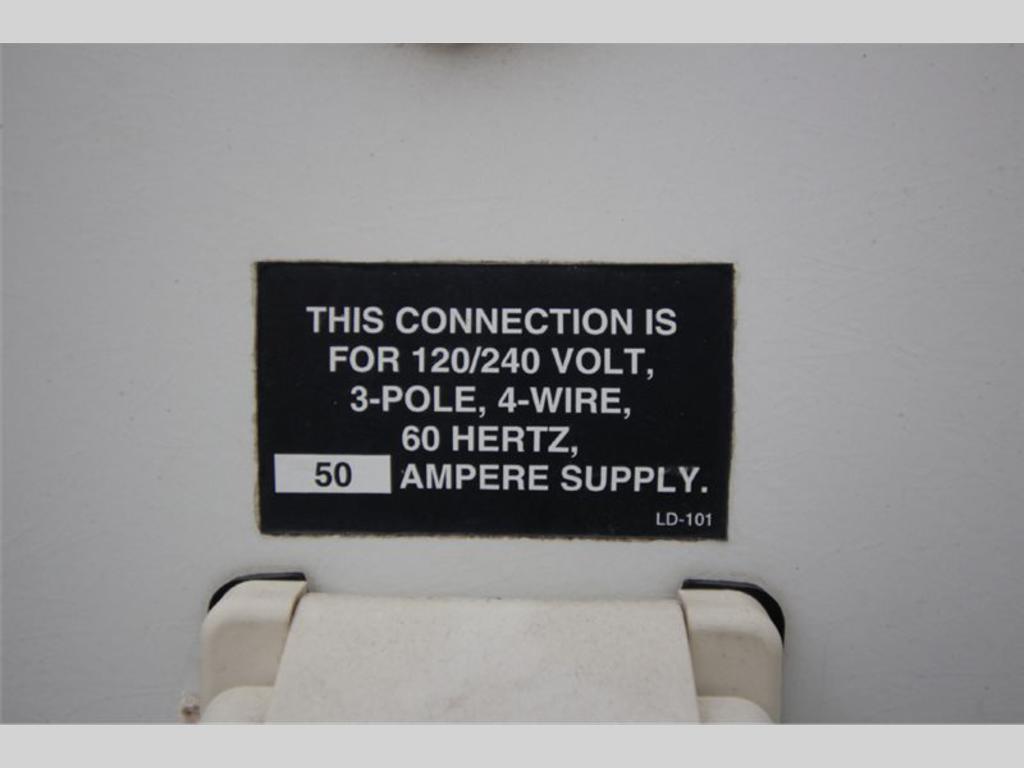 THIS CONNECTION IS
FOR 120/240 VOLT,
3-POLE, 4-WIRE,
60 HERTZ,
50 AMPERE SUPPLY.
LD-101